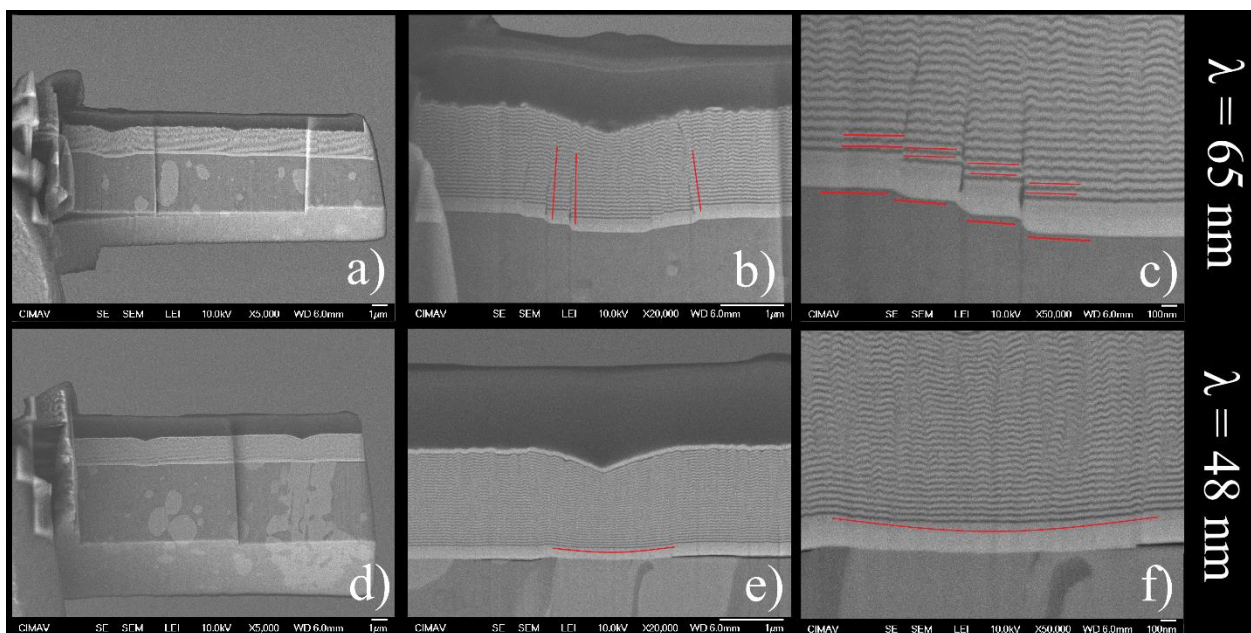 a)
CIMAV SE SEM LEI 10.0kV X5,000 WD 6.0mm 1µm
b)
CIMAV SE SEM LEI 10.0kV X20,000 WD 6.0mm 1µm
c)
CIMAV SE SEM LEI 10.0kV X50,000 WD 6.0mm 100nm
λ = 65 nm
d)
CIMAV SE SEM LEI 10.0kV X5,000 WD 6.0mm 1µm
e)
CIMAV SE SEM LEI 10.0kV X20,000 WD 6.0mm 1µm
f)
CIMAV SE SEM LEI 10.0kV X50,000 WD 6.0mm 100nm
λ = 48 nm